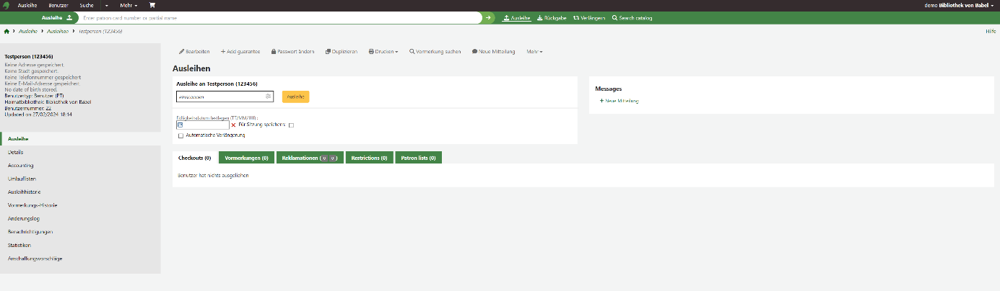 Ausleihe Benutzer Suche Mehr demo Bibliothek von Babel
Ausleihe Enter patron card number or partial name Ausleihe Rückgabe Verlängern Search catalog
Ausleihe Ausleihen Testperson (123456) Hilfe
Testperson (123456)
Keine Adresse gespeichert.
Keine Stadt gespeichert.
Keine Telefonnummer gespeichert
Keine E-Mail-Adresse gespeichert
No date of birth stored.
Benutzertyp: Benutzer (PT)
Heimatbibliothek: Bibliothek von Babel
Benutzernummer: 22
Updated on 27/02/2024 18:14
Ausleihe
Details
Accounting
Umlauflisten
Ausleihhistorie
Vormerkungs-Historie
Änderungslog
Benachrichtigungen
Statistiken
Anschaffungsvorschläge
Bearbeiten + Add guarantee Passwort ändern Duplizieren Drucken Vormerkung suchen Neue Mitteilung Mehr
Ausleihen
Ausleihe an Testperson (123456)
einscannen Ausleihe
Fälligkeitsdatum festlegen (TT/MM/JJJJ) :
Für Sitzung speichern:
Automatische Verlängerung
Messages
+ Neue Mitteilung
Checkouts (0) Vormerkungen (0) Reklamationen ( 0 0 ) Restrictions (0) Patron lists (0)
Benutzer hat nichts ausgeliehen